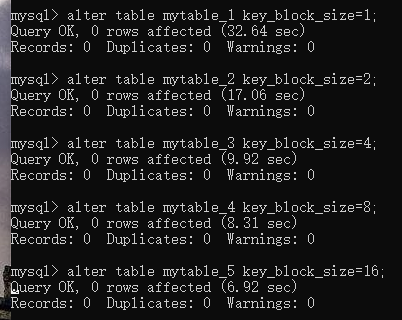 mysql> alter table mytable_1 key_block_size=1;
Query OK, 0 rows affected (32.64 sec)
Records: 0  Duplicates: 0  Warnings: 0
mysql> alter table mytable_2 key_block_size=2;
Query OK, 0 rows affected (17.06 sec)
Records: 0  Duplicates: 0  Warnings: 0
mysql> alter table mytable_3 key_block_size=4;
Query OK, 0 rows affected (9.92 sec)
Records: 0  Duplicates: 0  Warnings: 0
mysql> alter table mytable_4 key_block_size=8;
Query OK, 0 rows affected (8.31 sec)
Records: 0  Duplicates: 0  Warnings: 0
mysql> alter table mytable_5 key_block_size=16;
Query OK, 0 rows affected (6.92 sec)
Records: 0  Duplicates: 0  Warnings: 0